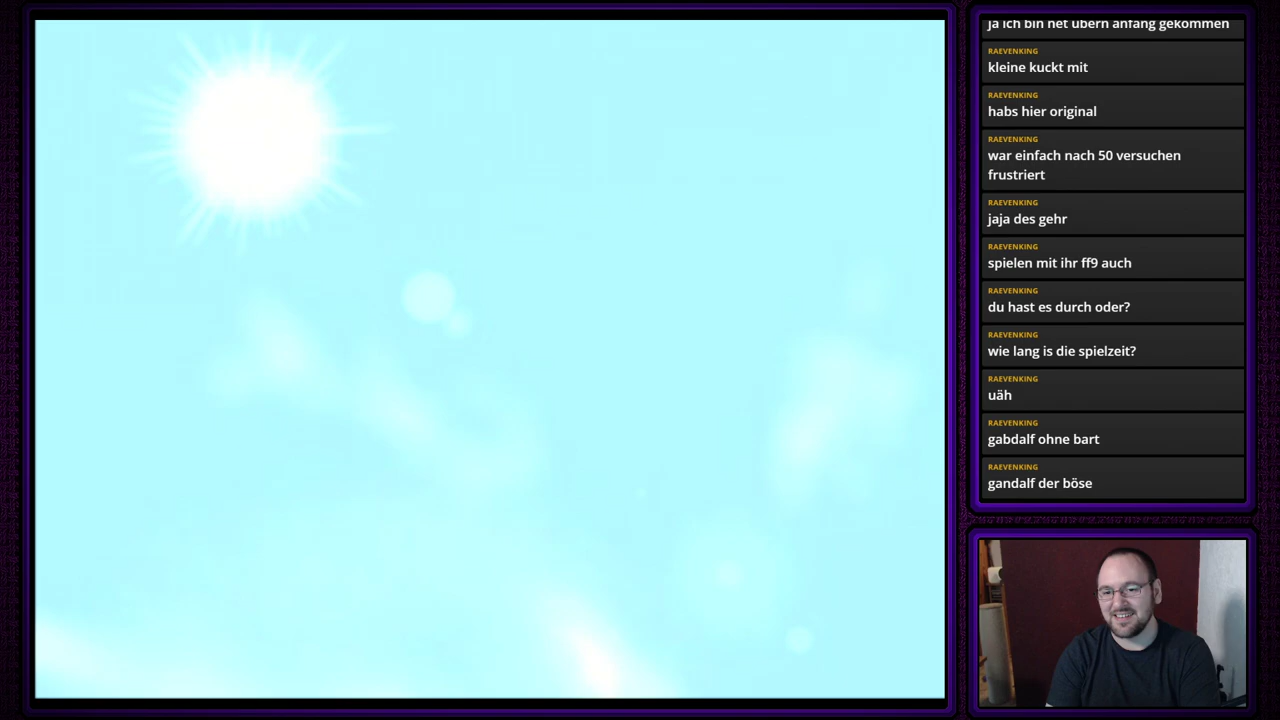 ja ich bin net übern anfang gekommen
RAEVENKING
kleine kuckt mit
RAEVENKING
habs hier original
RAEVENKING
war einfach nach 50 versuchen
frustriert
RAEVENKING
jaja des gehr
RAEVENKING
spielen mit ihr ff9 auch
RAEVENKING
du hast es durch oder?
RAEVENKING
wie lang is die spielzeit?
RAEVENKING
uäh
RAEVENKING
gabdalf ohne bart
RAEVENKING
gandalf der böse